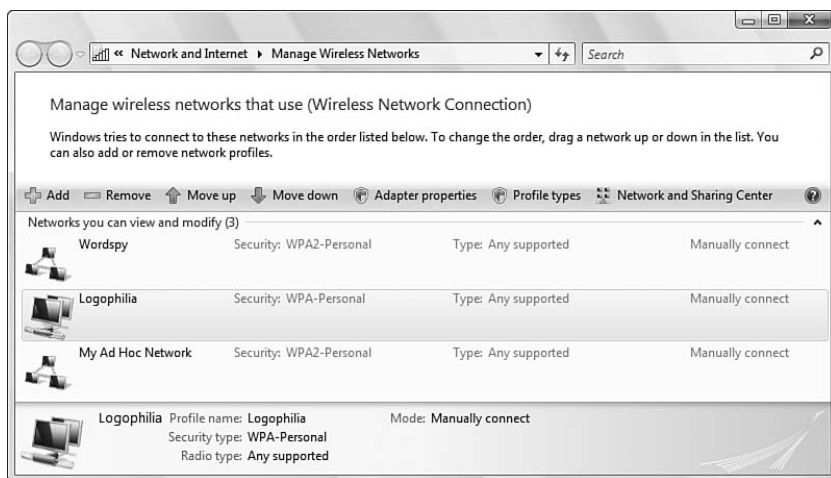 « Network and Internet ▸ Manage Wireless Networks Search
Manage wireless networks that use (Wireless Network Connection)
Windows tries to connect to these networks in the order listed below. To change the order, drag a network up or down in the list. You
can also add or remove network profiles.
Add Remove Move up Move down Adapter properties Profile types Network and Sharing Center
Networks you can view and modify (3)
Wordspy Security: WPA2-Personal Type: Any supported Manually connect
Logophilia Security: WPA-Personal Type: Any supported Manually connect
My Ad Hoc Network Security: WPA2-Personal Type: Any supported Manually connect
Logophilia Profile name: Logophilia Mode: Manually connect
Security type: WPA-Personal
Radio type: Any supported